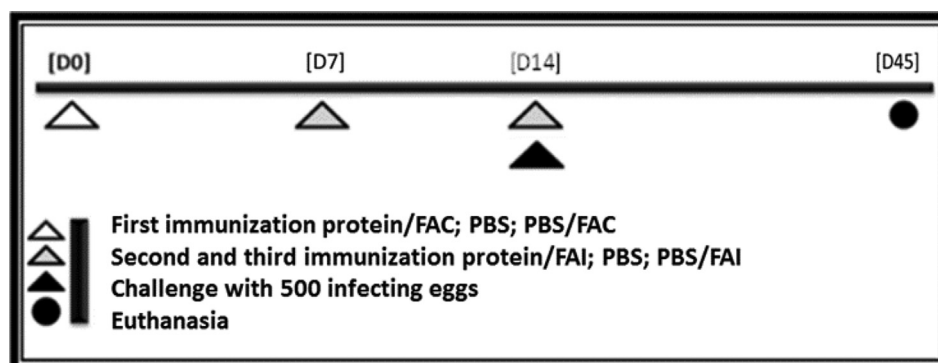 [D0] [D7] [D14] [D45]
First immunization protein/FAC; PBS; PBS/FAC
Second and third immunization protein/FAI; PBS; PBS/FAI
Challenge with 500 infecting eggs
Euthanasia